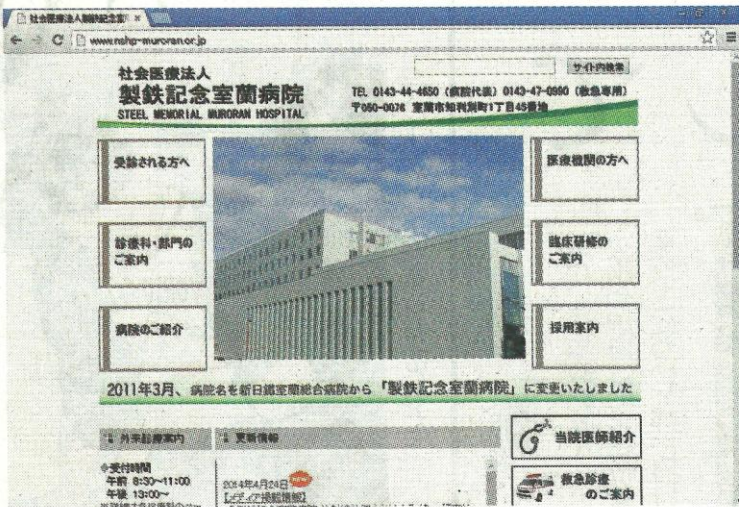 社会医療法人製鉄記念室
www.nshp-muroran.or.jp
社会医療法人
製鉄記念室蘭病院
STEEL MEMORIAL MURORAN HOSPITAL
サイト内検索
TEL 0143-44-4650 (病院代表) 0143-47-0990 (救急専用)
〒050-0076 室蘭市知利別町1丁目45番地
受診される方へ
医療機関の方へ
診療科・部門の
ご案内
臨床研修の
ご案内
病院のご紹介
採用案内
2011年3月、病院名を新日鐵室蘭総合病院から「製鉄記念室蘭病院」に変更いたしました
外来診療案内
更新情報
当院医師紹介
※受付時間
午前 8:30~11:00
午後 13:00~
2014年4月24日
【メディア掲載情報】
救急診療
のご案内